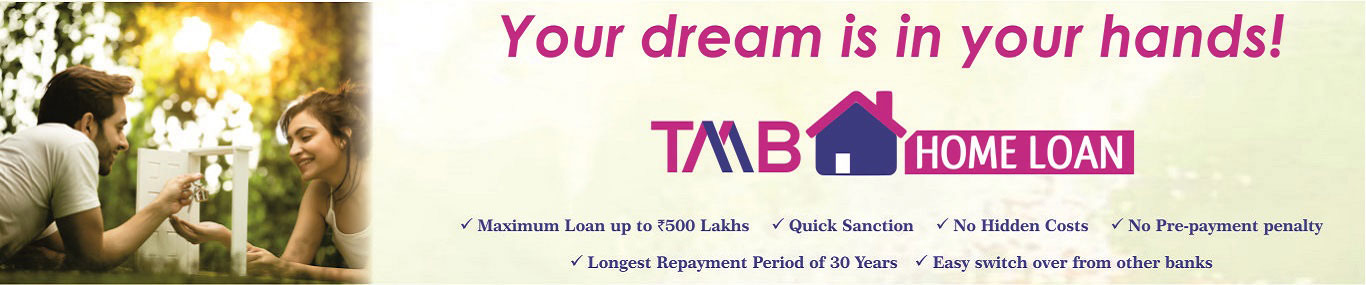 Your dream is in your hands!
TMB HOME LOAN
✓ Maximum Loan up to ₹500 Lakhs ✓ Quick Sanction ✓ No Hidden Costs ✓ No Pre-payment penalty
✓ Longest Repayment Period of 30 Years ✓ Easy switch over from other banks